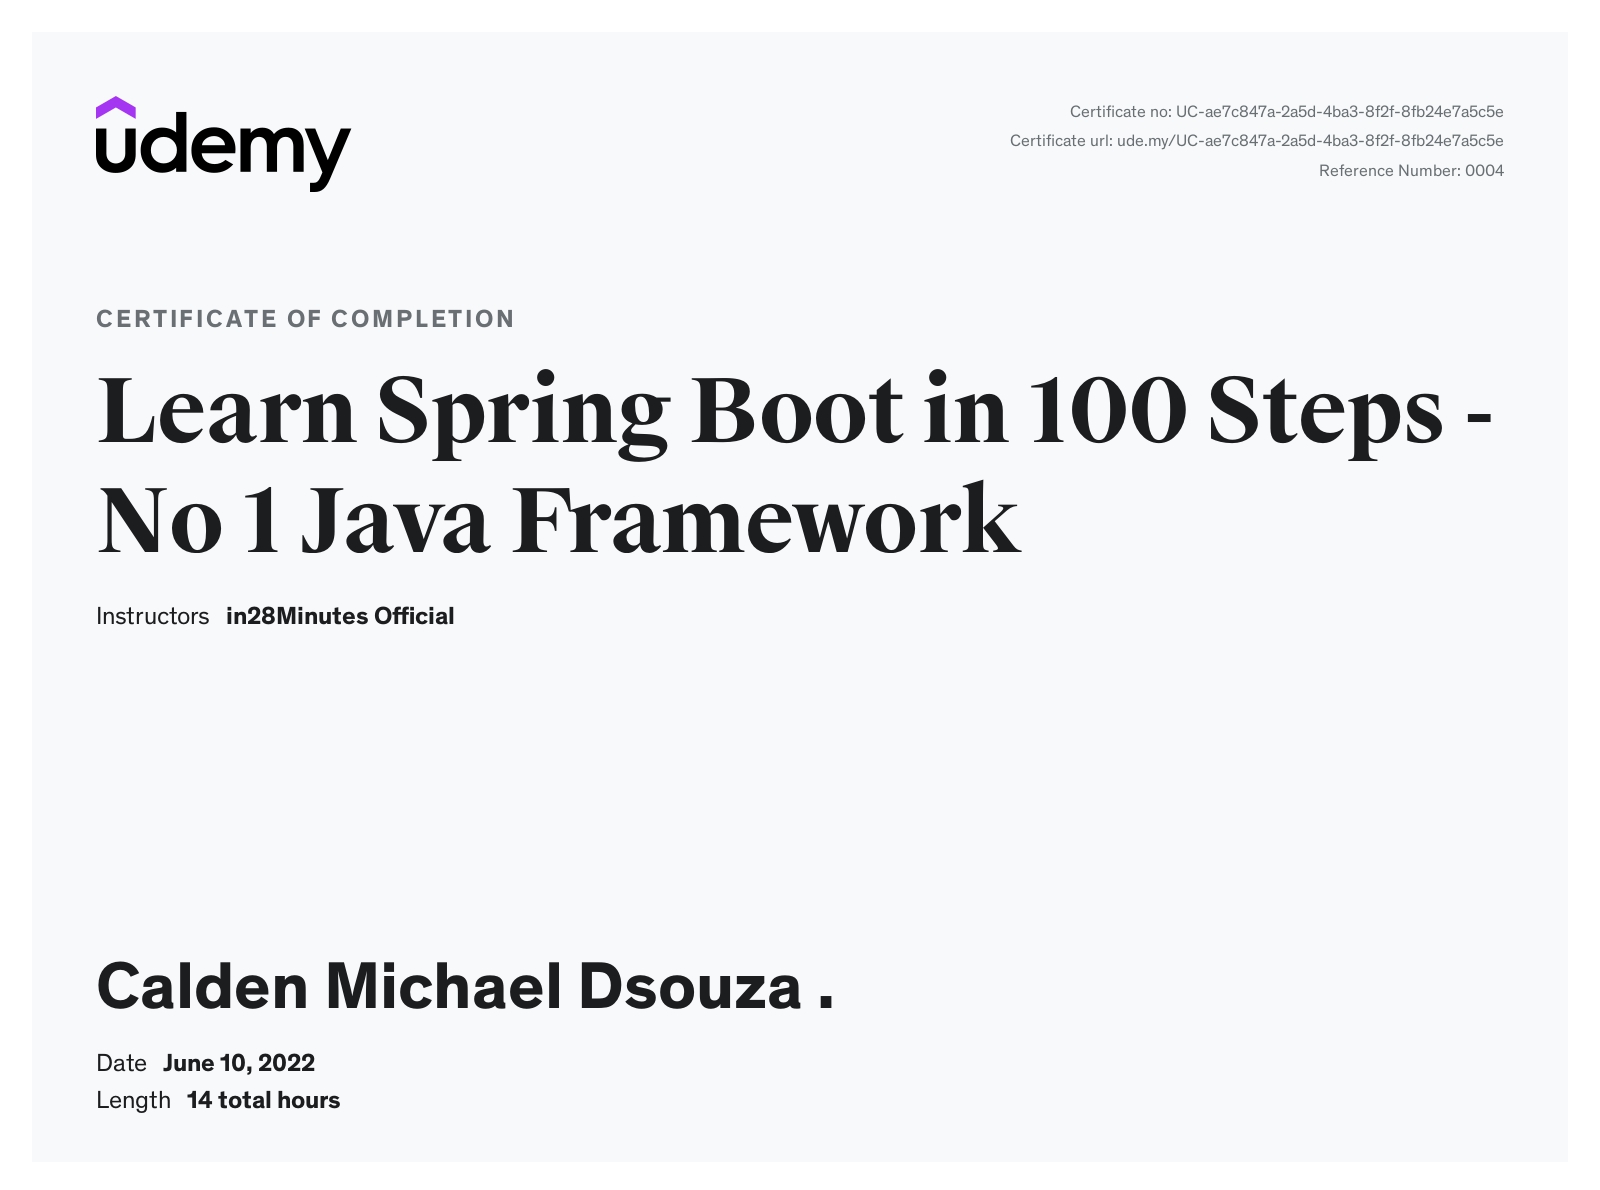 udemy
Certificate no: UC-ae7c847a-2a5d-4ba3-8f2f-8fb24e7a5c5e
Certificate url: ude.my/UC-ae7c847a-2a5d-4ba3-8f2f-8fb24e7a5c5e
Reference Number: 0004
CERTIFICATE OF COMPLETION
Learn Spring Boot in 100 Steps -
No 1 Java Framework
Instructors in28Minutes Official
Calden Michael Dsouza .
Date June 10, 2022
Length 14 total hours